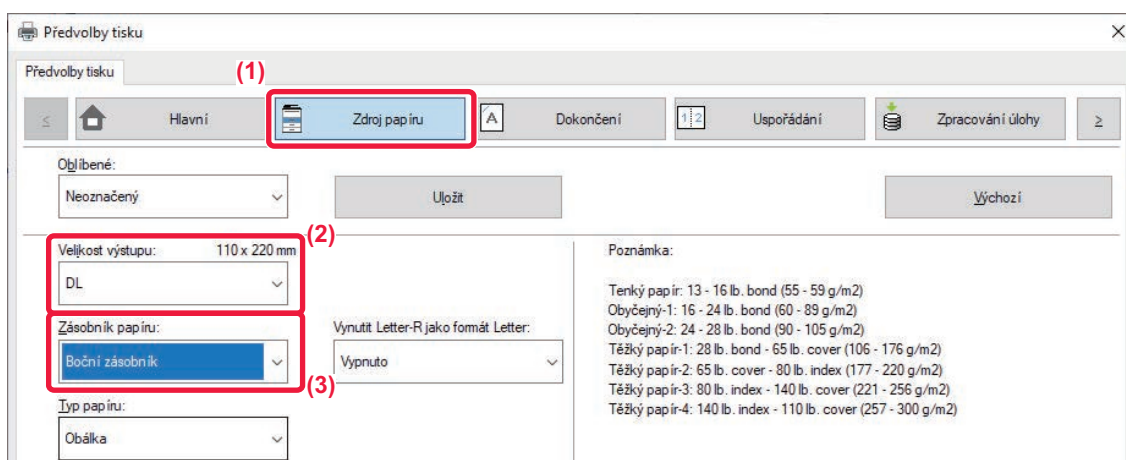 Předvolby tisku
Předvolby tisku
(1)
Hlavní
Zdroj papíru
A
Dokončení
1 2
Uspořádání
Zpracování úlohy
Oblíbené:
Neoznačený
Uložit
Výchozí
(2)
Velikost výstupu: 110 x 220 mm
DL
Zásobník papíru:
Boční zásobník
(3)
Vynutit Letter-R jako formát Letter:
Vypnuto
Typ papíru:
Obálka
Poznámka:
Tenký papír: 13 - 16 lb. bond (55 - 59 g/m2)
Obyčejný-1: 16 - 24 lb. bond (60 - 89 g/m2)
Obyčejný-2: 24 - 28 lb. bond (90 - 105 g/m2)
Těžký papír-1: 28 lb. bond - 65 lb. cover (106 - 176 g/m2)
Těžký papír-2: 65 lb. cover - 80 lb. index (177 - 220 g/m2)
Těžký papír-3: 80 lb. index - 140 lb. cover (221 - 256 g/m2)
Těžký papír-4: 140 lb. index - 110 lb. cover (257 - 300 g/m2)